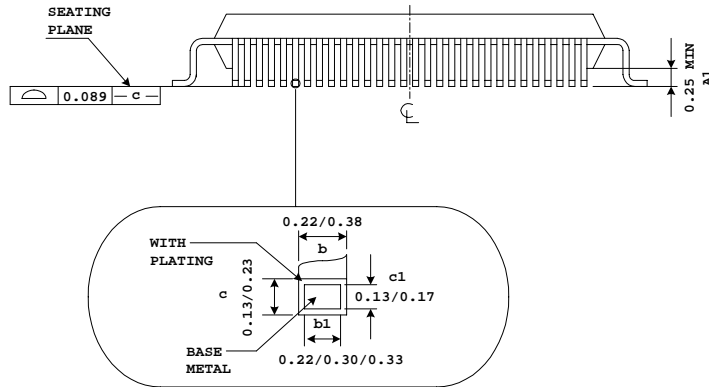 SEATING
PLANE
0.089
c
0.25 MIN
A1
CL
0.22/0.38
b
WITH
PLATING
c
0.13/0.23
c1
0.13/0.17
b1
BASE
METAL
0.22/0.30/0.33